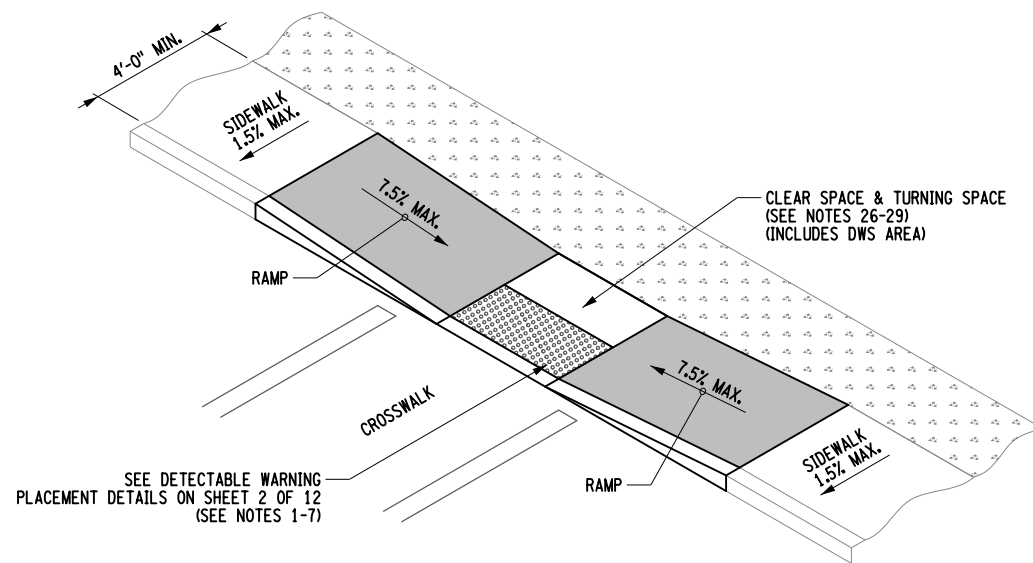 4'-0" MIN.
SIDEWALK
1.5% MAX.
7.5% MAX.
CLEAR SPACE & TURNING SPACE
(SEE NOTES 26-29)
(INCLUDES DWS AREA)
RAMP
7.5% MAX.
CROSSWALK
SIDEWALK
1.5% MAX.
SEE DETECTABLE WARNING
PLACEMENT DETAILS ON SHEET 2 OF 12
(SEE NOTES 1-7)
RAMP